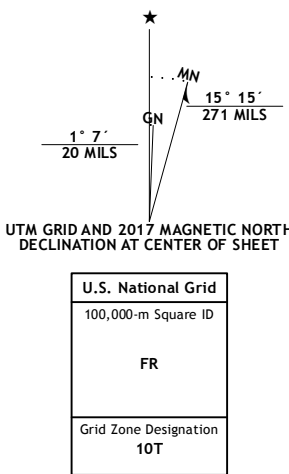 ★
MN
15° 15´
271 MILS
GN
1° 7´
20 MILS
UTM GRID AND 2017 MAGNETIC NORTH
DECLINATION AT CENTER OF SHEET
U.S. National Grid
100,000-m Square ID
FR
Grid Zone Designation
10T